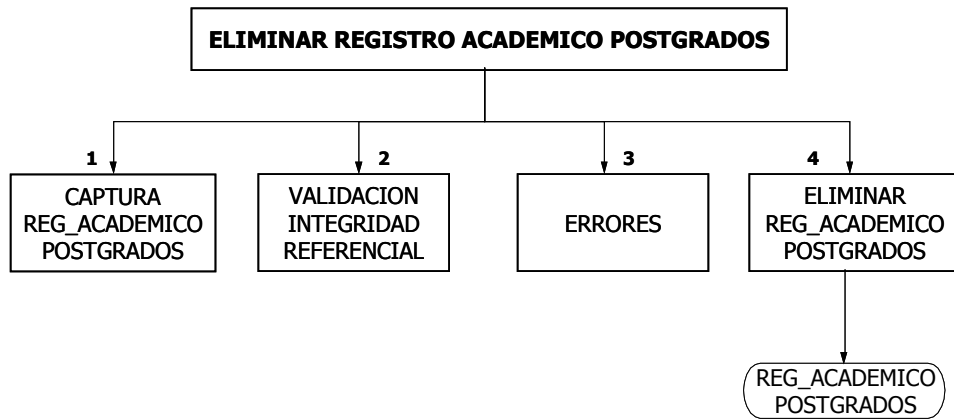 ELIMINAR REGISTRO ACADEMICO POSTGRADOS
1
2
3
4
CAPTURA
REG_ACADEMICO
POSTGRADOS
VALIDACION
INTEGRIDAD
REFERENCIAL
ERRORES
ELIMINAR
REG_ACADEMICO
POSTGRADOS
REG_ACADEMICO
POSTGRADOS